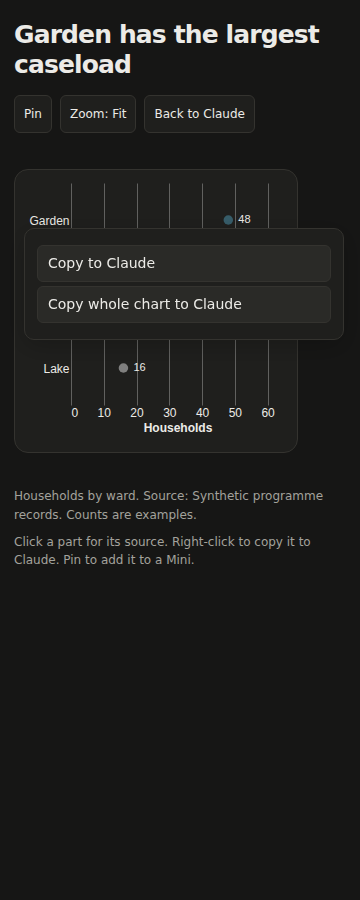 Garden has the largest
caseload
Pin
Zoom: Fit
Back to Claude
Garden
48
Copy to Claude
Copy whole chart to Claude
Lake
16
0 10 20 30 40 50 60
Households
Households by ward. Source: Synthetic programme
records. Counts are examples.
Click a part for its source. Right-click to copy it to
Claude. Pin to add it to a Mini.